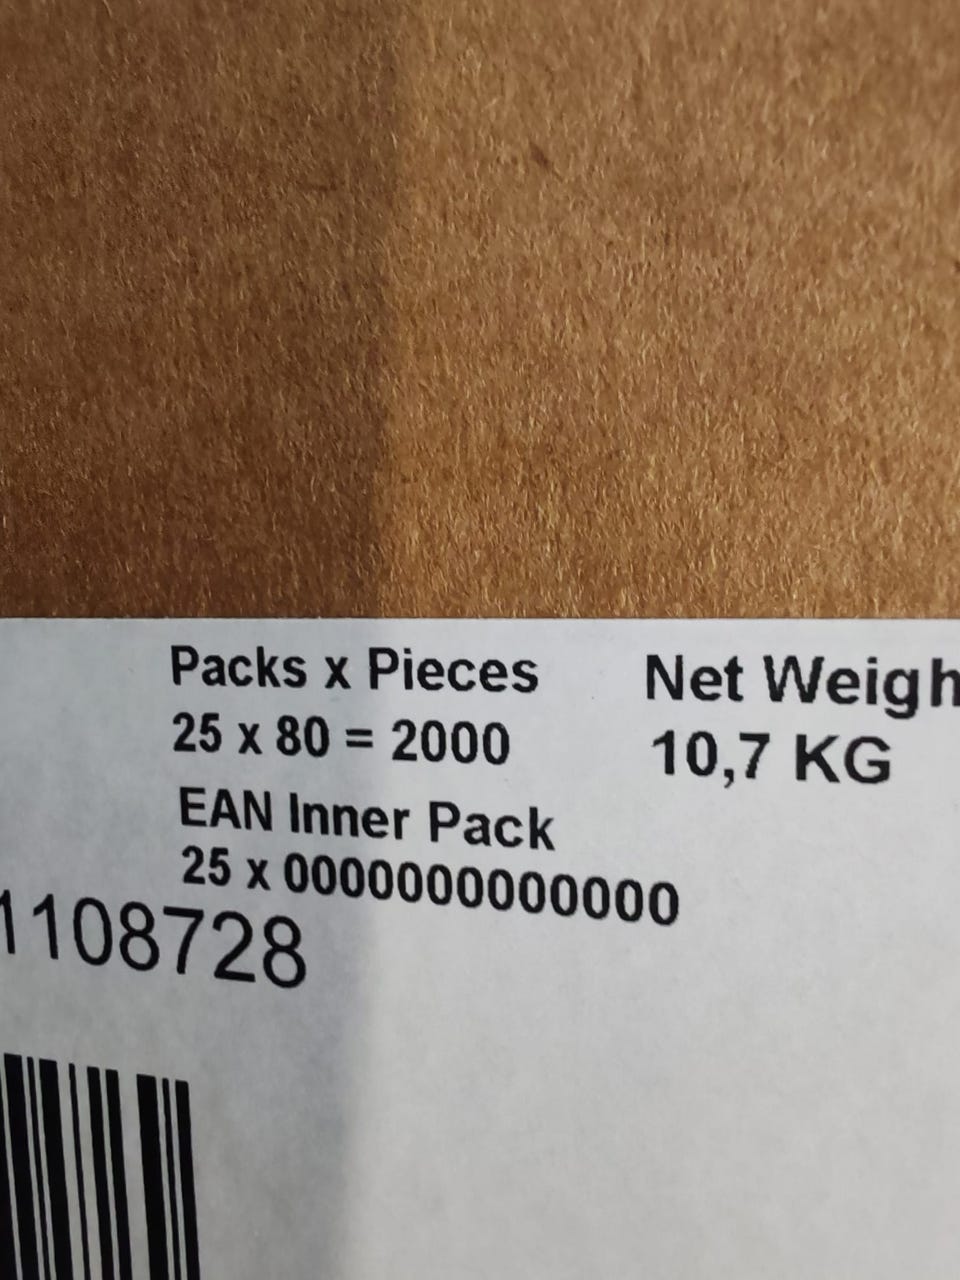 Packs x Pieces
25 x 80 = 2000
Net Weigh
10,7 KG
EAN Inner Pack
25 x 0000000000000
1108728